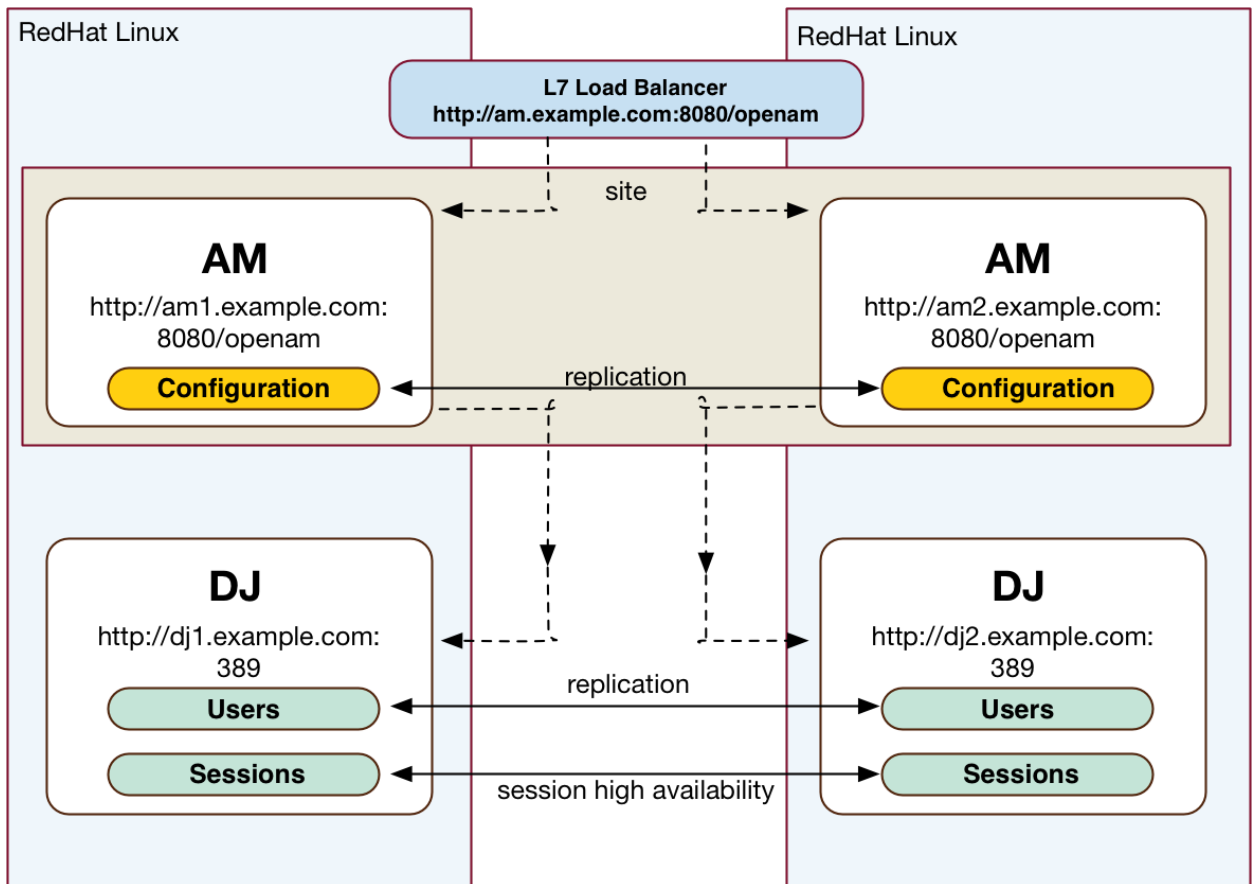 RedHat Linux
RedHat Linux
L7 Load Balancer
http://am.example.com:8080/openam
site
AM
http://am1.example.com:
8080/openam
Configuration
AM
http://am2.example.com:
8080/openam
Configuration
replication
DJ
http://dj1.example.com:
389
Users
Sessions
DJ
http://dj2.example.com:
389
Users
Sessions
replication
session high availability